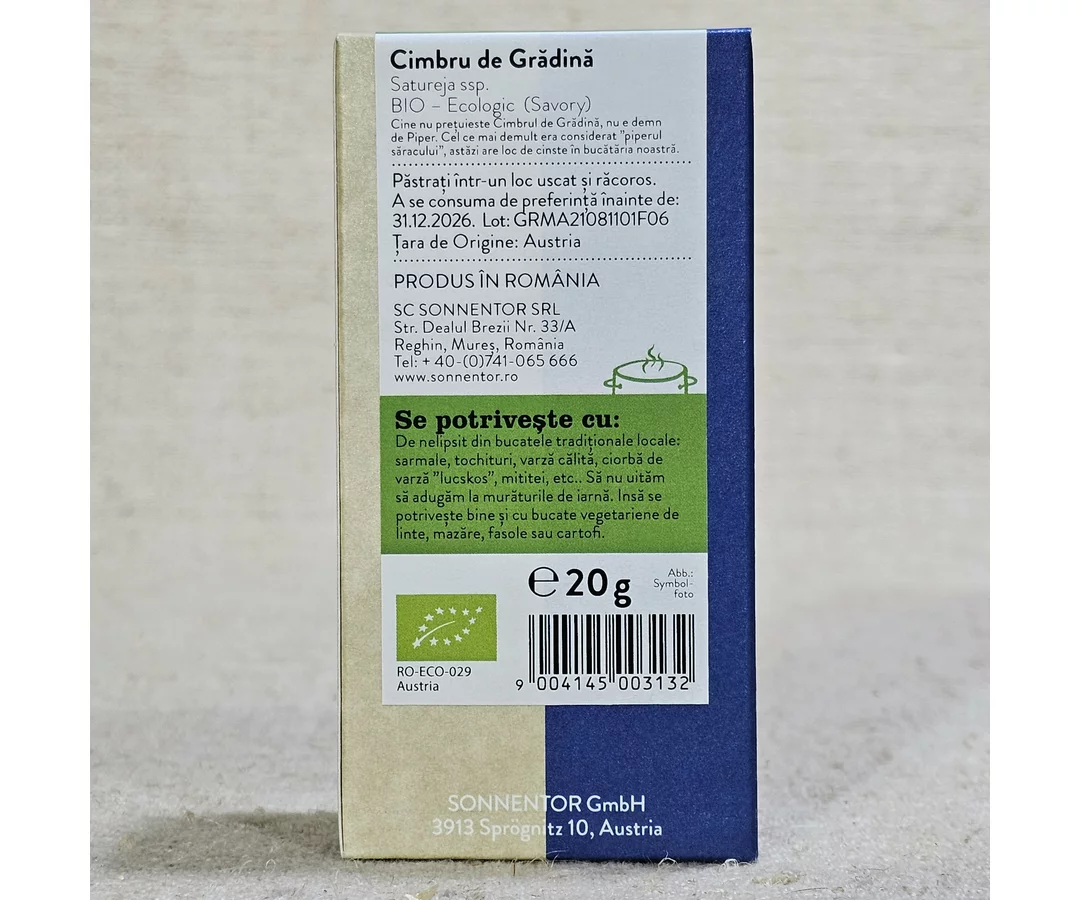 Cimbru de Grădină
Satureja ssp.
BIO – Ecologic (Savory)
Cine nu prețuieste Cimbrul de Grădină, nu e demn
de Piper. Cel ce mai demult era considerat ”piperul
săracului”, astăzi are loc de cinste în bucătăria noastră.
Păstrați într-un loc uscat și răcoros.
A se consuma de preferință înainte de:
31.12.2026. Lot: GRMA21081101F06
Țara de Origine: Austria
PRODUS ÎN ROMÂNIA
SC SONNENTOR SRL
Str. Dealul Brezii Nr. 33/A
Reghin, Mureș, România
Tel: + 40-(0)741-065 666
www.sonnentor.ro
Se potrivește cu:
De nelipsit din bucatele tradiționale locale:
sarmale, tochituri, varză călită, ciorbă de
varză ”lucskos”, mititei, etc.. Să nu uităm
să adugăm la murăturile de iarnă. Insă se
potrivește bine și cu bucate vegetariene de
linte, mazăre, fasole sau cartofi.
℮ 20 g
Abb.:
Symbol-
foto
RO-ECO-029
Austria
9 004145 003132
SONNENTOR GmbH
3913 Sprögnitz 10, Austria